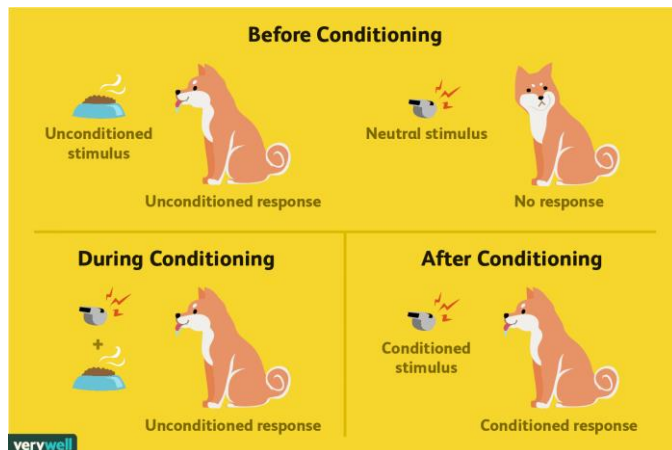 Before Conditioning
Unconditioned
stimulus
Unconditioned response
Neutral stimulus
No response
During Conditioning
+
Unconditioned response
After Conditioning
Conditioned
stimulus
Conditioned response
verywell